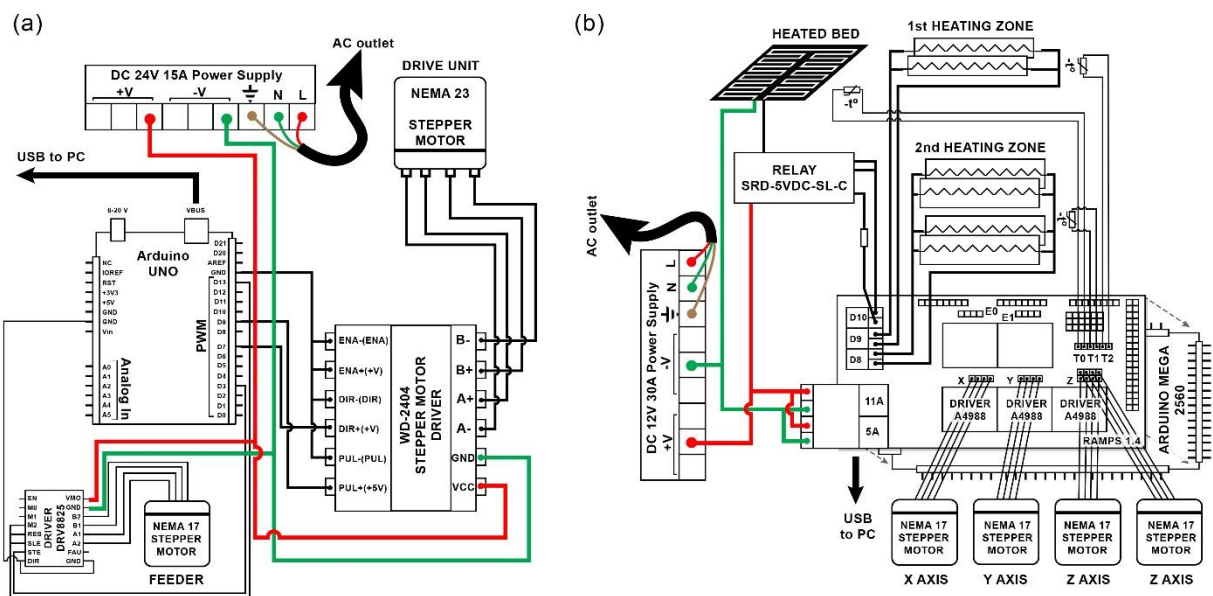 (a)
AC outlet
DC 24V 15A Power Supply
+V
-V
N
L
DRIVE UNIT
NEMA 23
STEPPER
MOTOR
USB to PC
6-20 V
VBUS
Arduino
UNO
NC
IOREF
RST
+3V3
+5V
GND
GND
Vin
A0
A1
A2
A3
A4
A5
Analog In
D21
D20
AREF
GND
D13
D12
D11
D10
D9
D8
D7
D6
D5
D4
D3
D2
D1
D0
PWM
ENA-(ENA)
ENA+(+V)
DIR-(DIR)
DIR+(+V)
PUL-(PUL)
PUL+(+5V)
WD-2404
STEPPER MOTOR
DRIVER
B-
B+
A+
A-
GND
VCC
EN
M0
M1
M2
RES
SLE
STE
DIR
DRIVER
DRV8825
VMO
GND
B2
B1
A1
A2
FAU
GND
NEMA 17
STEPPER
MOTOR
FEEDER
(b)
HEATED BED
1st HEATING ZONE
-tº
-tº
2nd HEATING ZONE
-tº
RELAY
SRD-5VDC-SL-C
AC outlet
L
N
-V
+V
DC 12V 30A Power Supply
D10
D9
D8
E0
E1
T0 T1 T2
11A
5A
X
Y
Z
DRIVER
A4988
DRIVER
A4988
DRIVER
A4988
RAMPS 1.4
ARDUINO MEGA
2560
USB
to PC
NEMA 17
STEPPER
MOTOR
X AXIS
NEMA 17
STEPPER
MOTOR
Y AXIS
NEMA 17
STEPPER
MOTOR
Z AXIS
NEMA 17
STEPPER
MOTOR
Z AXIS